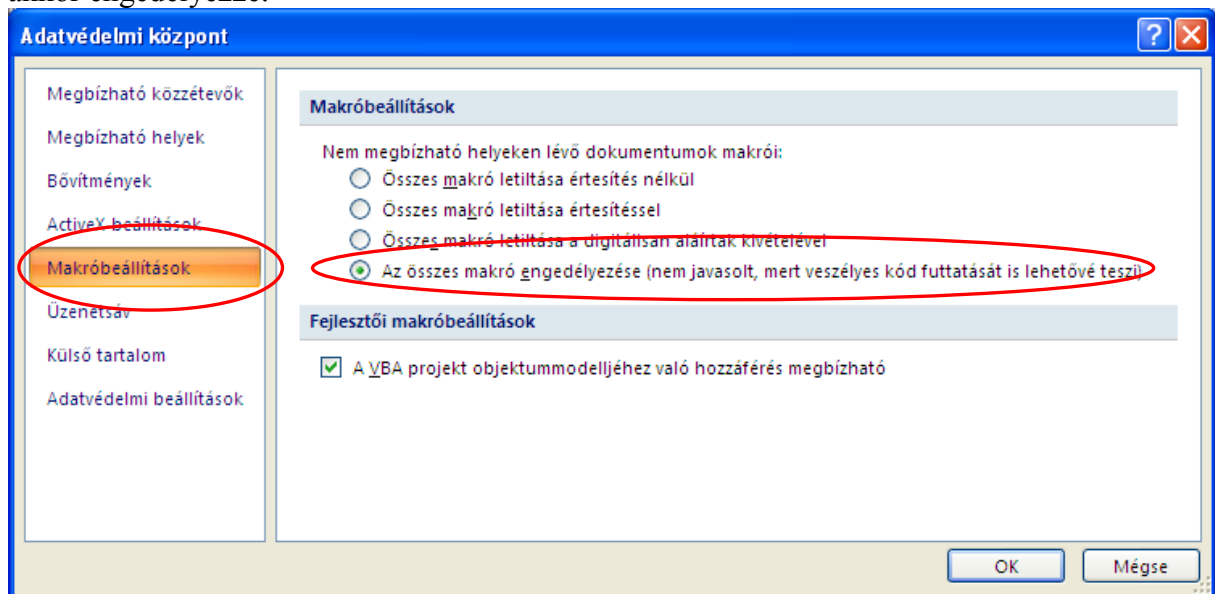 akkor engedélyezze.
Adatvédelmi központ
Megbízható közzétevők
Megbízható helyek
Bővítmények
ActiveX-beállítások
Makróbeállítások
Üzenetsáv
Külső tartalom
Adatvédelmi beállítások
Makróbeállítások
Nem megbízható helyeken lévő dokumentumok makrói:
Összes makró letiltása értesítés nélkül
Összes makró letiltása értesítéssel
Összes makró letiltása a digitálisan aláírtak kivételével
Az összes makró engedélyezése (nem javasolt, mert veszélyes kód futtatását is lehetővé teszi)
Fejlesztői makróbeállítások
A VBA projekt objektummodelljéhez való hozzáférés megbízható
OK
Mégse